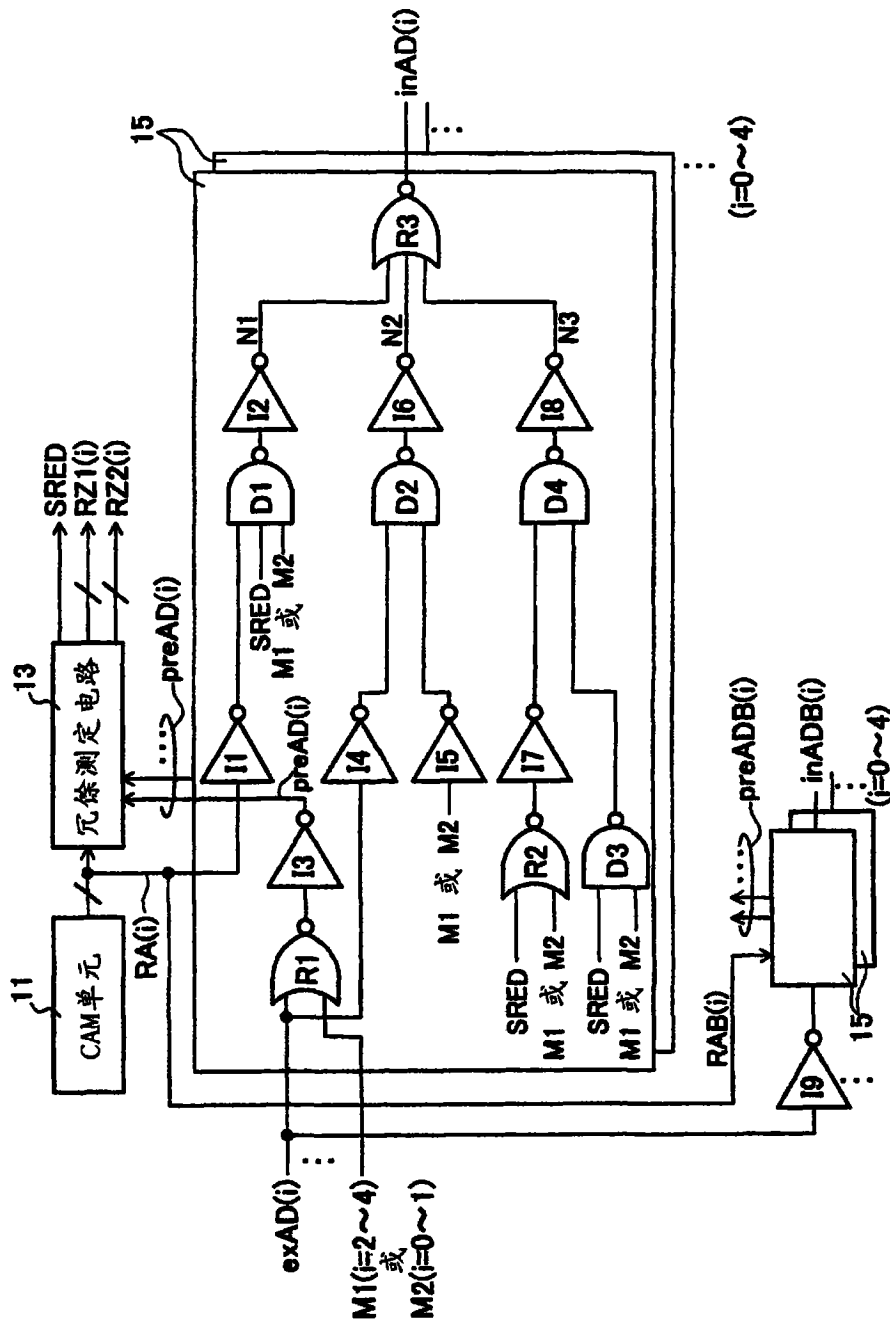 11
CAM单元
13
冗馀测定电路
SRED
RZ1(i)
RZ2(i)
RA(i)
preAD(i)
15
I1
D1
SRED
M1 或 M2
I2
N1
exAD(i)
M1(i=2～4)
或
M2(i=0～1)
R1
I3
preAD(i)
I4
I5
M1 或 M2
D2
I6
N2
R3
inAD(i)
SRED
M1 或 M2
R2
I7
SRED
M1 或 M2
D3
D4
I8
N3
(i=0～4)
RAB(i)
I9
15
preADB(i)
inADB(i)
(i=0～4)